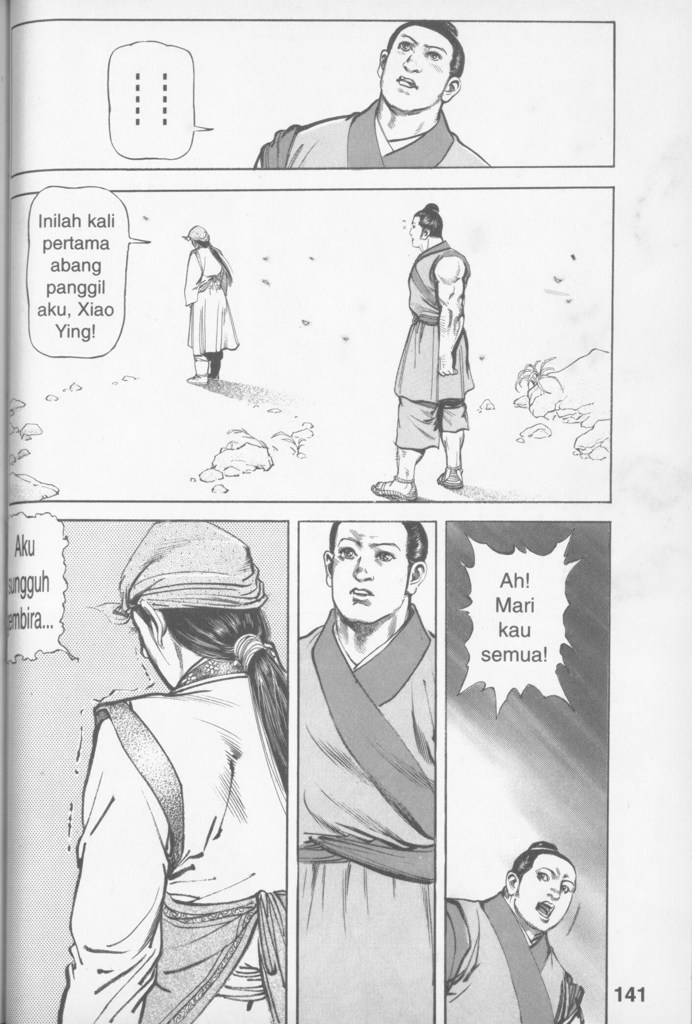 ......
Inilah kali
pertama
abang
panggil
aku, Xiao
Ying!
Aku
sungguh
embira...
Ah!
Mari
kau
semua!
141